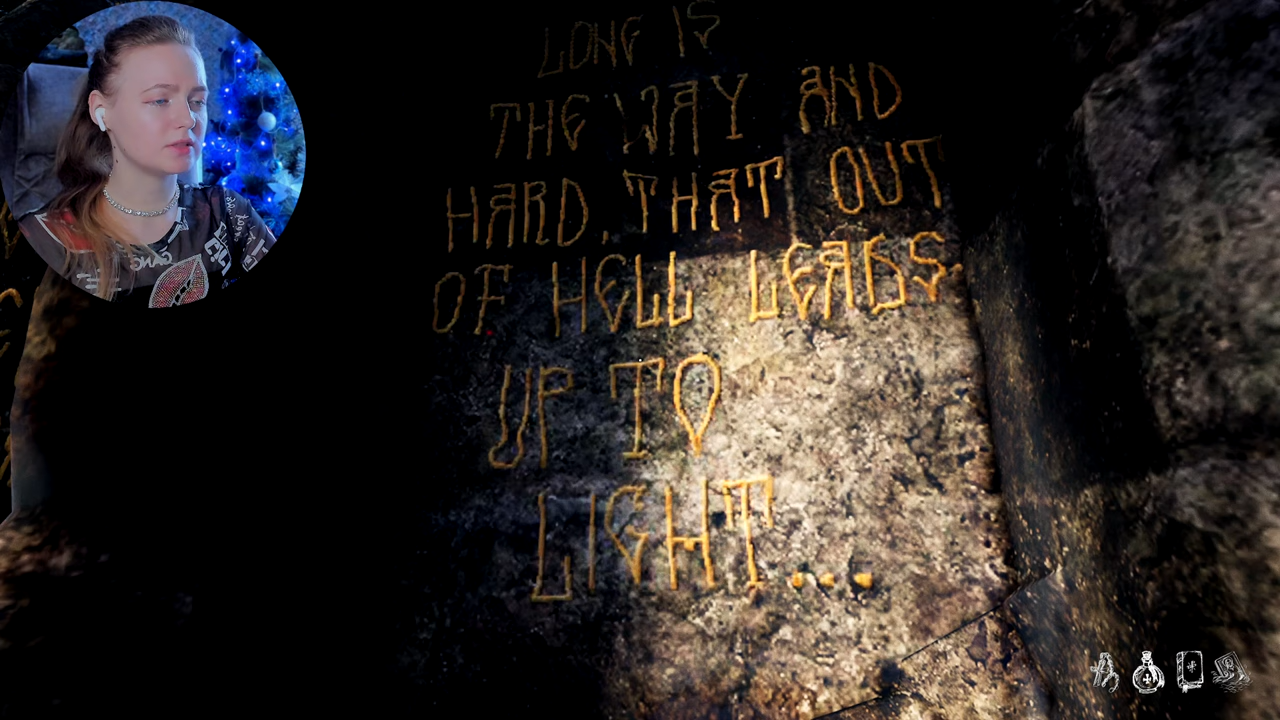 LONG IS
THE WAY AND
HARD, THAT OUT
OF HELL LEADS
UP TO
LIGHT...